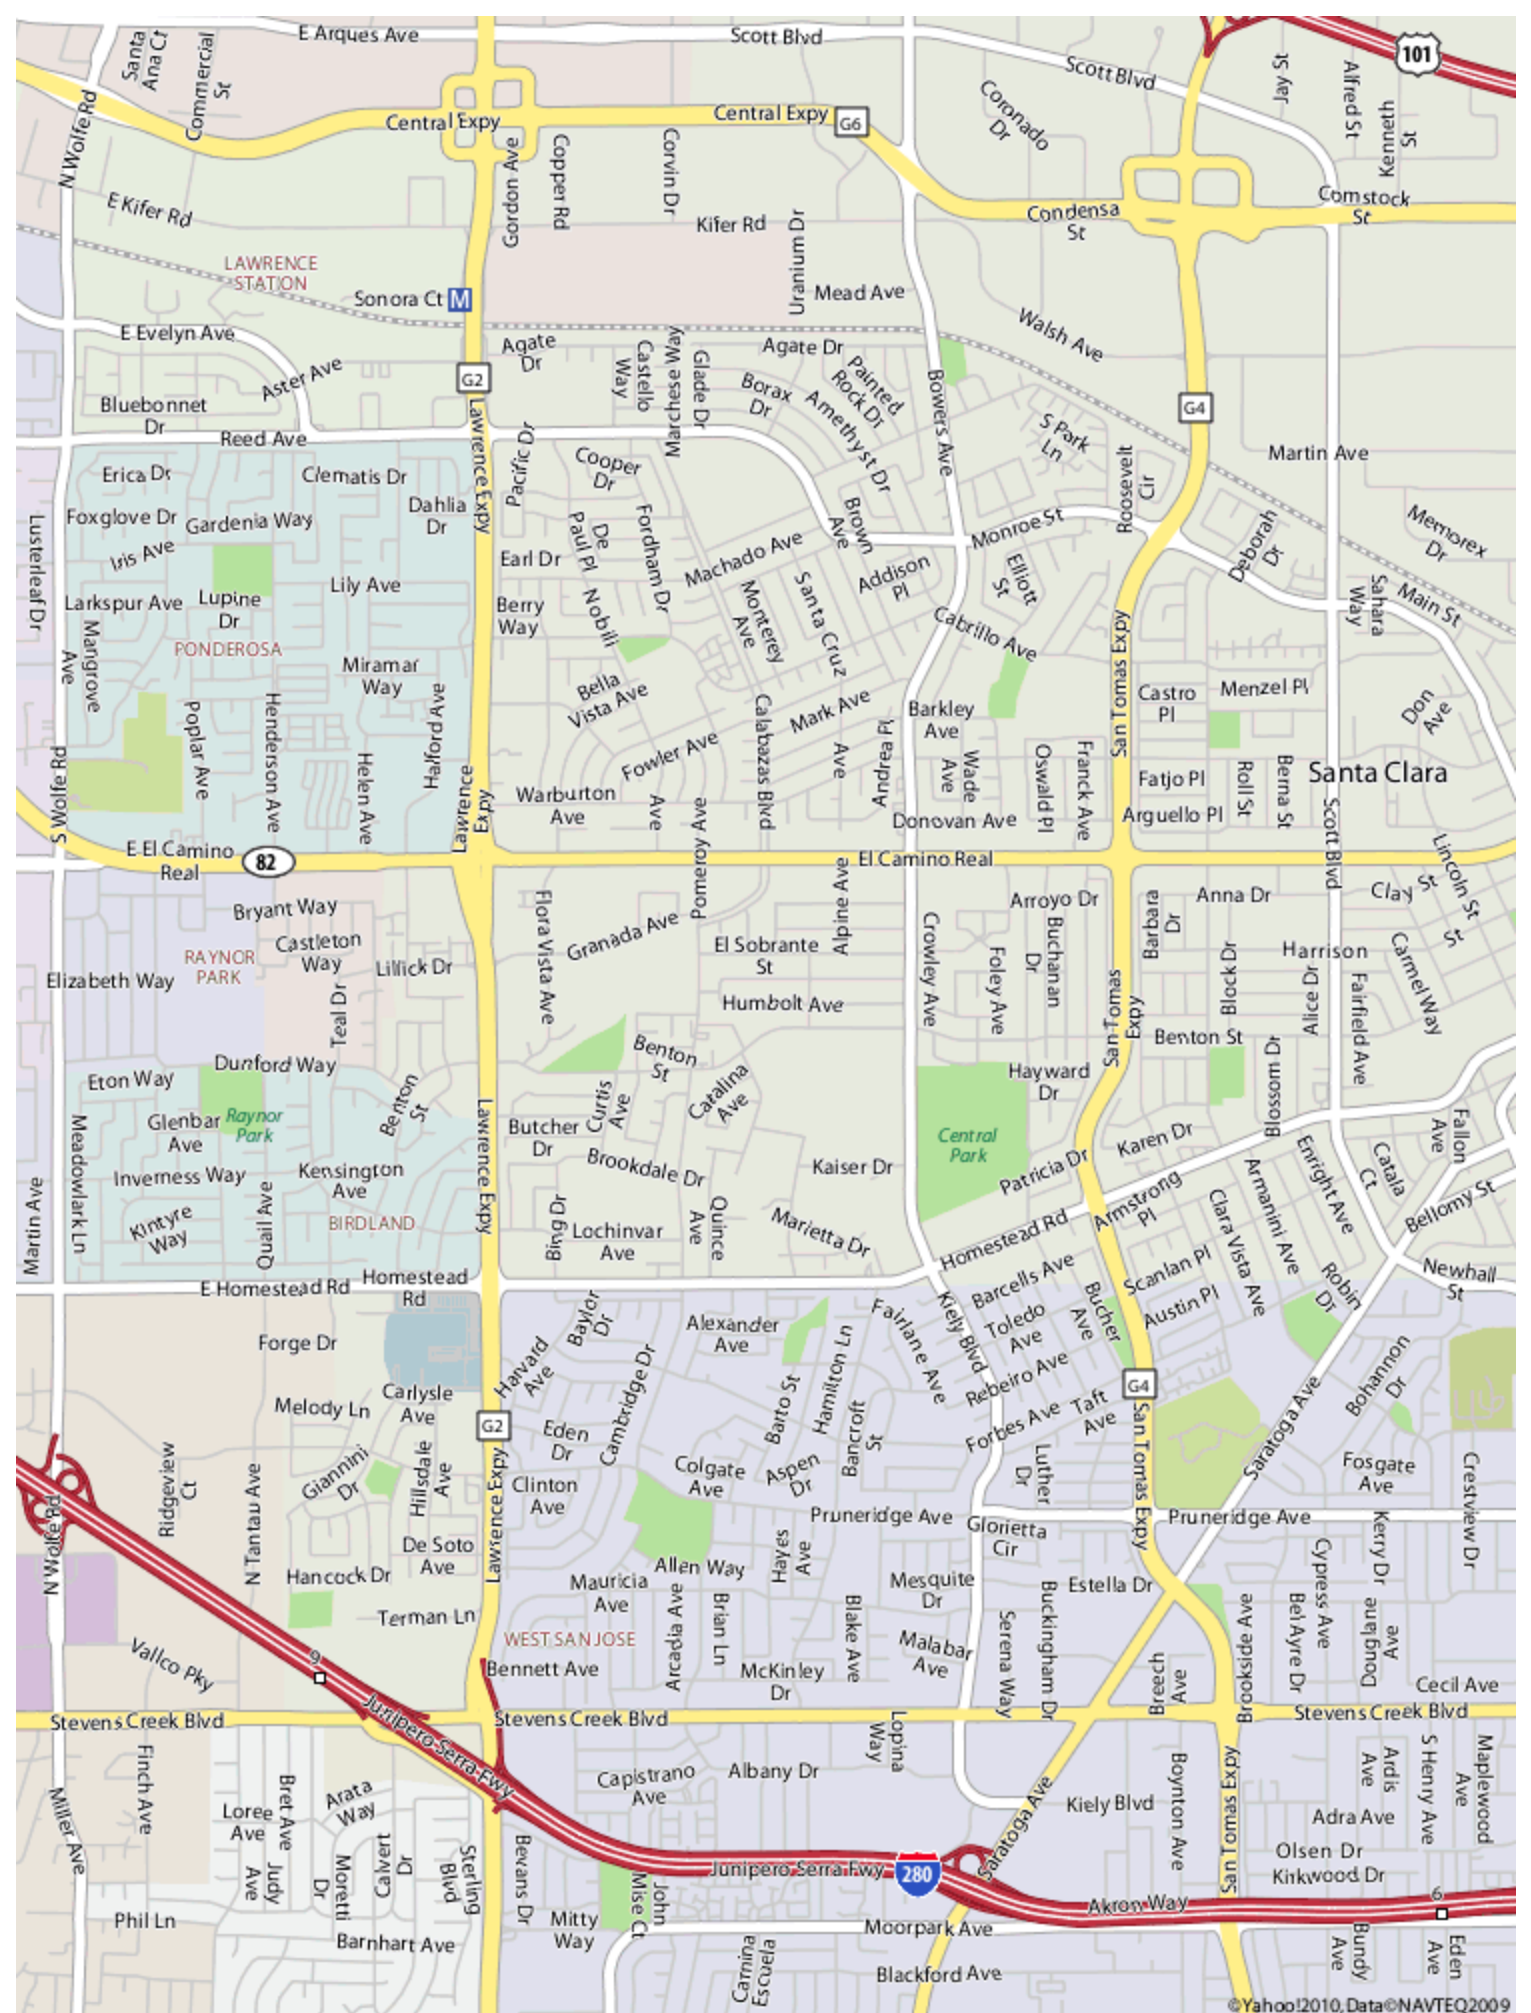 E Arques Ave
Scott Blvd
Santa
Ana Ct
Commercial
St
Scott Blvd
Jay St
Alfred St
Kenneth
St
101
N Wolfe Rd
Central Expy
Central Expy
G6
Coronado
Dr
Gordon Ave
Copper Rd
Corvin Dr
E Kifer Rd
Kifer Rd
Uranium Dr
Condensa
St
Comstock
St
LAWRENCE
STATION
Sonora Ct
M
Mead Ave
Walsh Ave
E Evelyn Ave
Aster Ave
Agate
Dr
Castello
Way
Marchese Way
Glade Dr
Agate Dr
Borax
Dr
Painted
Rock Dr
Amethyst Dr
Bowers Ave
G2
G4
Bluebonnet
Dr
Reed Ave
Lawrence Expy
Pacific Dr
S Park
Ln
Martin Ave
Erica Dr
Clematis Dr
Cooper
Dr
Roosevelt
Cir
Foxglove Dr
Gardenia Way
Dahlia
Dr
Lusterleaf Dr
Iris Ave
De
Paul Pl
Fordham Dr
Brown
Ave
Monroe St
Deborah
Dr
Memorex
Dr
Earl Dr
Machado Ave
Addison
Pl
Elliott
St
Larkspur Ave
Lupine
Dr
Lily Ave
Berry
Way
Nobili
Monterey
Ave
Santa Cruz
Cabrillo Ave
San Tomas Expy
Sahara
Way
Main St
Mangrove
Ave
PONDEROSA
Miramar
Way
Bella
Vista Ave
Mark Ave
Barkley
Ave
Castro
Pl
Menzel Pl
Don
Ave
Poplar Ave
Henderson Ave
Helen Ave
Halford Ave
Fowler Ave
Calabazas Blvd
Ave
Andrea Pl
Wade
Ave
Oswald Pl
Franck Ave
Fatjo Pl
Roll St
Berna St
Santa Clara
S Wolfe Rd
Lawrence
Expy
Warburton
Ave
Ave
Pomeroy Ave
Donovan Ave
Arguello Pl
Scott Blvd
E El Camino
Real
82
El Camino Real
Lincoln St
Bryant Way
Flora Vista Ave
Granada Ave
Alpine Ave
Arroyo Dr
Barbara
Dr
Anna Dr
Clay St
RAYNOR
PARK
Castleton
Way
Lillick Dr
El Sobrante
St
Crowley Ave
Foley Ave
Buchanan
Dr
San Tomas
Expy
Block Dr
Harrison
St
Carmel Way
Elizabeth Way
Teal Dr
Humbolt Ave
Alice Dr
Fairfield Ave
Dunford Way
Benton
St
Benton St
Eton Way
Raynor
Park
Benton
St
Curtis
Ave
Catalina
Ave
Hayward
Dr
Blossom Dr
Glenbar
Ave
Butcher
Dr
Central
Park
Karen Dr
Fallon
Ave
Meadowlark Ln
Inverness Way
Kensington
Ave
Lawrence Expy
Brookdale Dr
Kaiser Dr
Patricia Dr
Armstrong
Pl
Armanini Ave
Enright Ave
Catala
Ct
Bellomy St
Martin Ave
Kintyre
Way
Quail Ave
BIRDLAND
Bing Dr
Lochinvar
Ave
Quince
Ave
Marietta Dr
Homestead Rd
Clara Vista Ave
E Homestead Rd
Homestead
Rd
Barcells Ave
Scanlan Pl
Robin
Dr
Newhall
St
Forge Dr
Harvard
Ave
Baylor
Dr
Alexander
Ave
Fairlane Ave
Kiely Blvd
Toledo
Ave
Bucher
Ave
Austin Pl
Melody Ln
Carlysle
Ave
Cambridge Dr
Barto St
Hamilton Ln
Rebeiro Ave
G4
Bohannon
Dr
G2
Eden
Dr
Bancroft
St
Forbes Ave
Taft
Ave
Saratoga Ave
Ridgeview
Ct
N Tantau Ave
Giannini
Dr
Hillsdale
Ave
Lawrence Expy
Clinton
Ave
Colgate
Ave
Aspen
Dr
Luther
Dr
San Tomas Expy
Fosgate
Ave
Crestview Dr
N Wolfe Rd
De Soto
Ave
Pruneridge Ave
Glorietta
Cir
Pruneridge Ave
Hancock Dr
Allen Way
Hayes
Ave
Cypress Ave
Kerry Dr
Terman Ln
Mauricia
Ave
Mesquite
Dr
Estella Dr
Vallco Pky
9
WEST SAN JOSE
Arcadia Ave
Brian Ln
Blake Ave
Malabar
Ave
Serena Way
Buckingham Dr
Breech
Ave
Brookside Ave
Bel Ayre Dr
Douglane
Ave
Bennett Ave
McKinley
Dr
Cecil Ave
Stevens Creek Blvd
Junipero Serra Fwy
Stevens Creek Blvd
Stevens Creek Blvd
Finch Ave
Miller Ave
Loree
Ave
Bret Ave
Arata
Way
Capistrano
Ave
Albany Dr
Lopina
Way
Saratoga Ave
Kiely Blvd
Boynton Ave
San Tomas Expy
Adra Ave
Ardis
Ave
S Henry Ave
Maplewood
Ave
Judy
Ave
Moretti
Dr
Calvert
Dr
Sterling
Blvd
Bevans Dr
John
Mise Ct
Junipero Serra Fwy
280
Olsen Dr
Kirkwood Dr
Akron Way
6
Phil Ln
Barnhart Ave
Mitty
Way
Moorpark Ave
Carmina
Escuela
Blackford Ave
Bundy
Ave
Eden
Ave
©Yahoo!2010, Data©NAVTEQ2009